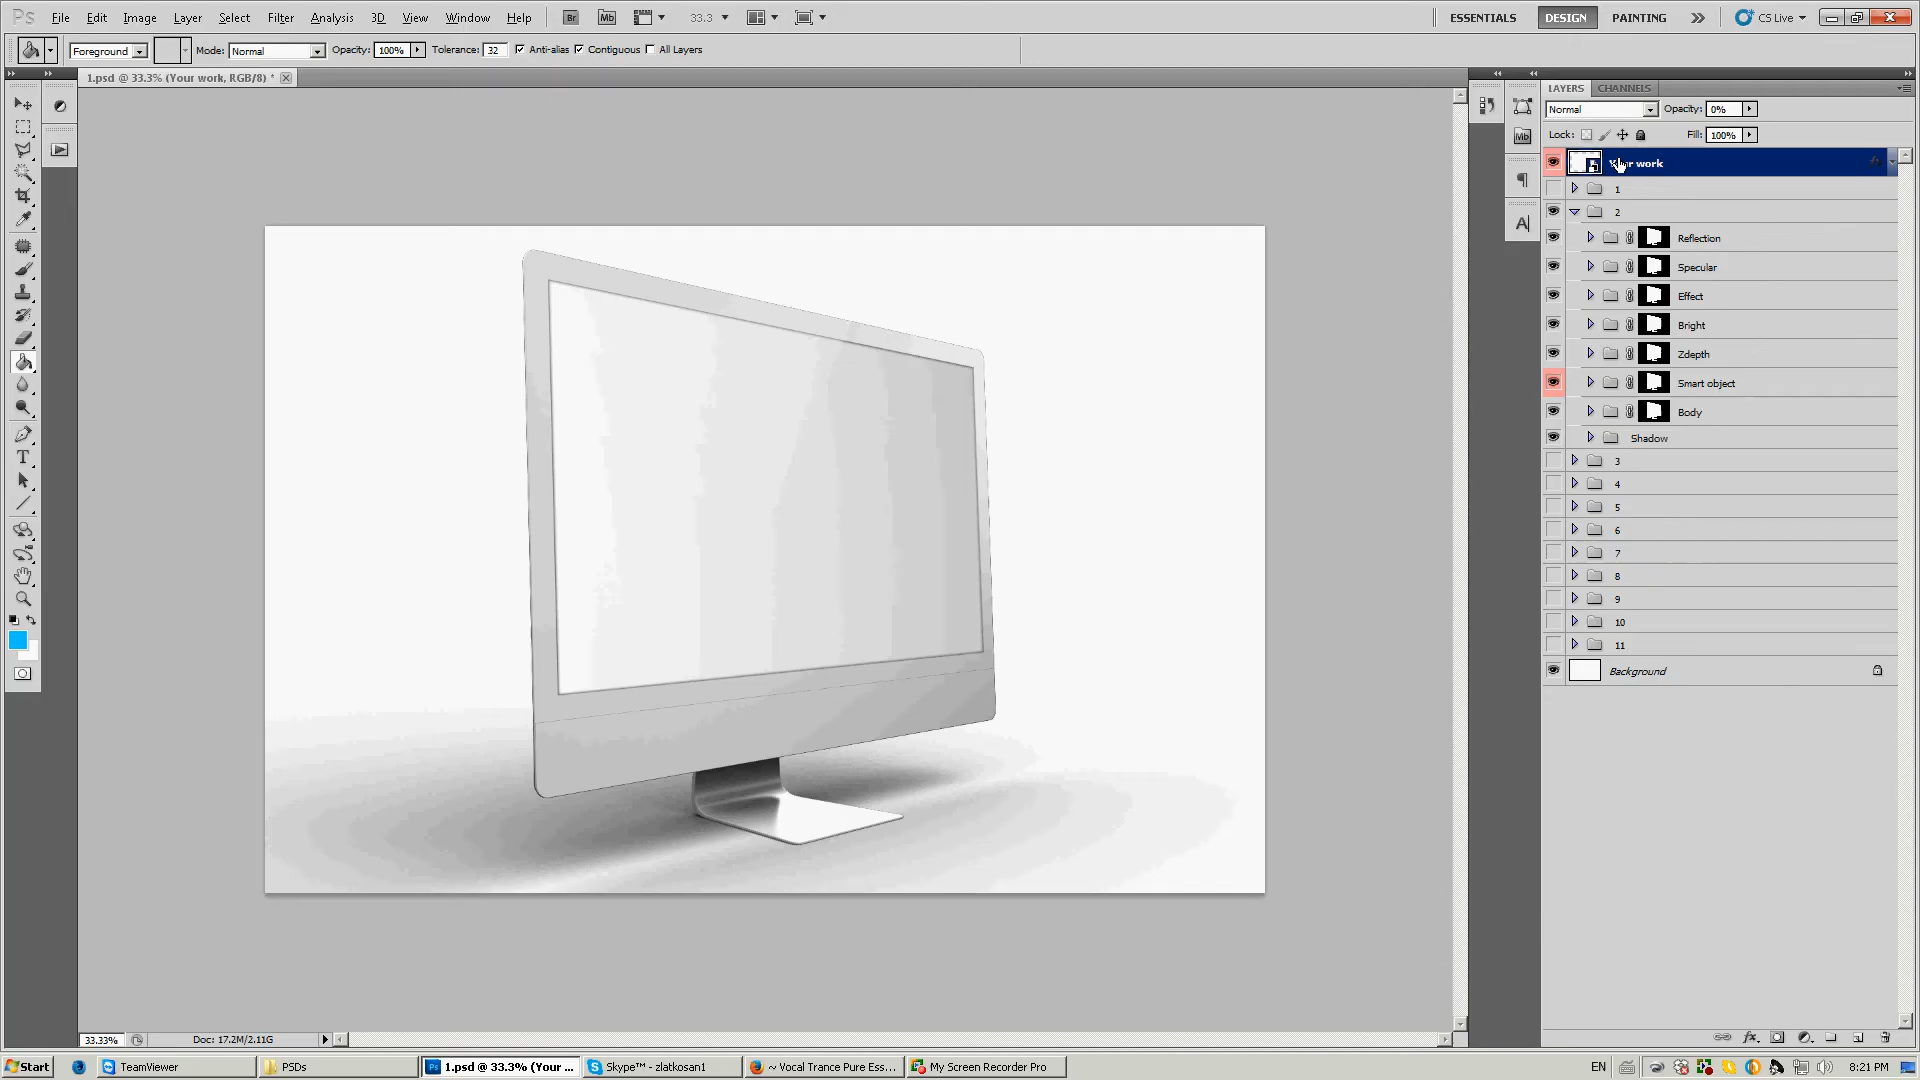 Ps File Edit Image Layer Select Filter Analysis 3D View Window Help Br Mb 33.3 ESSENTIALS DESIGN PAINTING CS Live
Foreground Mode: Normal Opacity: 100% Tolerance: 32 Anti-alias Contiguous All Layers
1.psd @ 33.3% (Your work, RGB/8) *
LAYERS CHANNELS
Normal Opacity: 0%
Lock: Fill: 100%
work
1
2
Reflection
Specular
Effect
Bright
Zdepth
Smart object
Body
Shadow
3
4
5
6
7
8
9
10
11
Background
Mb
A
T
33.33% Doc: 17.2M/2.11G
Start TeamViewer PSDs 1.psd @ 33.3% (Your ... Skype™ - zlatkosan1 ~ Vocal Trance Pure Ess... My Screen Recorder Pro EN 8:21 PM